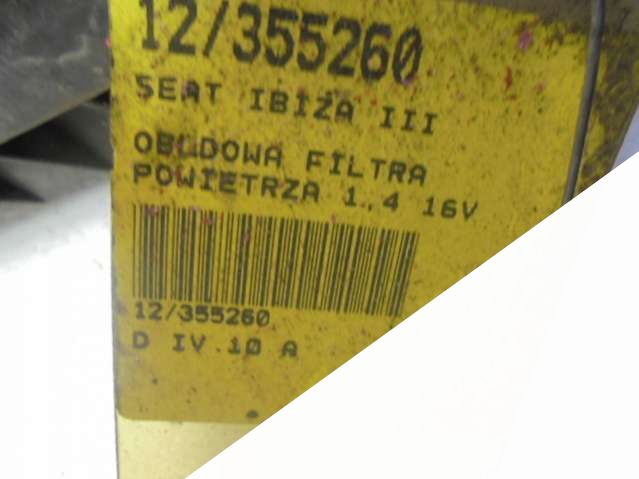 12/355260
SEAT IBIZA III
OBUDOWA FILTRA
POWIETRZA 1.4 16V
12/355260
D IV 10 A